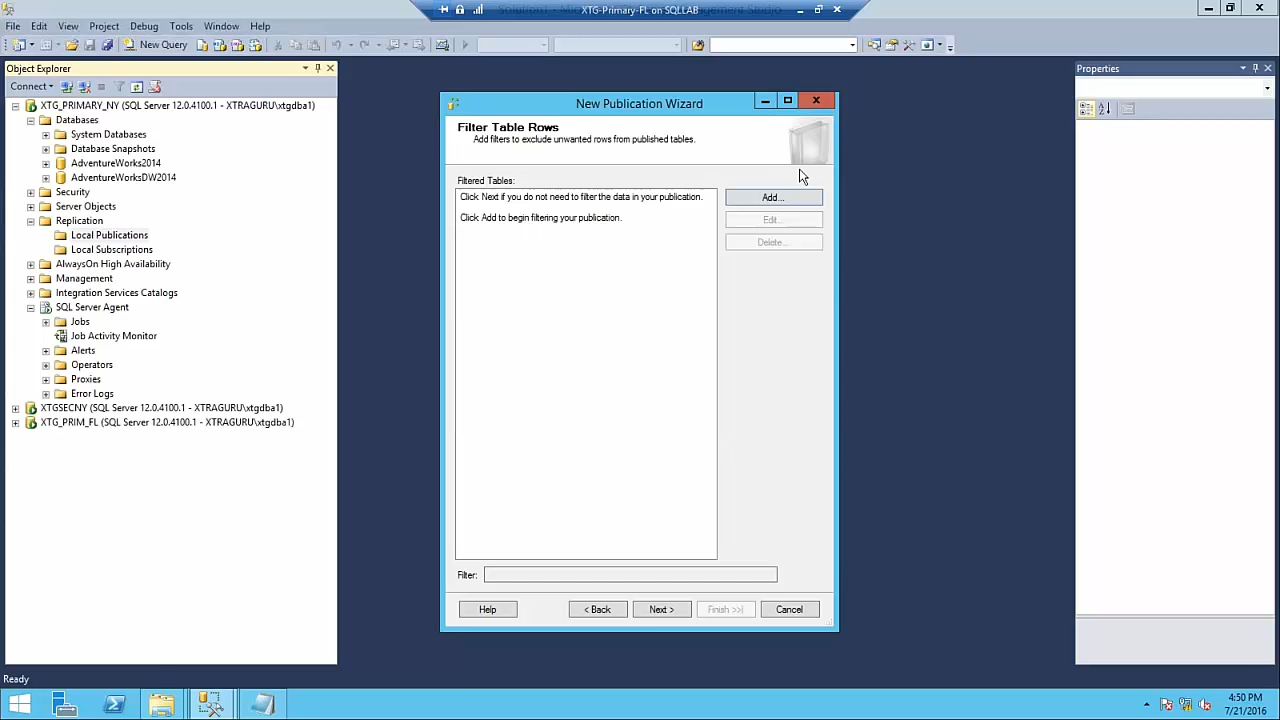 XTG-Primary-FL on SQLLAB
File Edit View Project Debug Tools Window Help
New Query
Object Explorer
Connect
XTG_PRIMARY_NY (SQL Server 12.0.4100.1 - XTRAGURU\xtgdba1)
Databases
System Databases
Database Snapshots
AdventureWorks2014
AdventureWorksDW2014
Security
Server Objects
Replication
Local Publications
Local Subscriptions
AlwaysOn High Availability
Management
Integration Services Catalogs
SQL Server Agent
Jobs
Job Activity Monitor
Alerts
Operators
Proxies
Error Logs
XTGSECNY (SQL Server 12.0.4100.1 - XTRAGURU\xtgdba1)
XTG_PRIM_FL (SQL Server 12.0.4100.1 - XTRAGURU\xtgdba1)
New Publication Wizard
Filter Table Rows
Add filters to exclude unwanted rows from published tables.
Filtered Tables:
Click Next if you do not need to filter the data in your publication.
Click Add to begin filtering your publication.
Add...
Edit...
Delete...
Filter:
Help
< Back
Next >
Finish >>|
Cancel
Properties
Ready
4:50 PM
7/21/2016